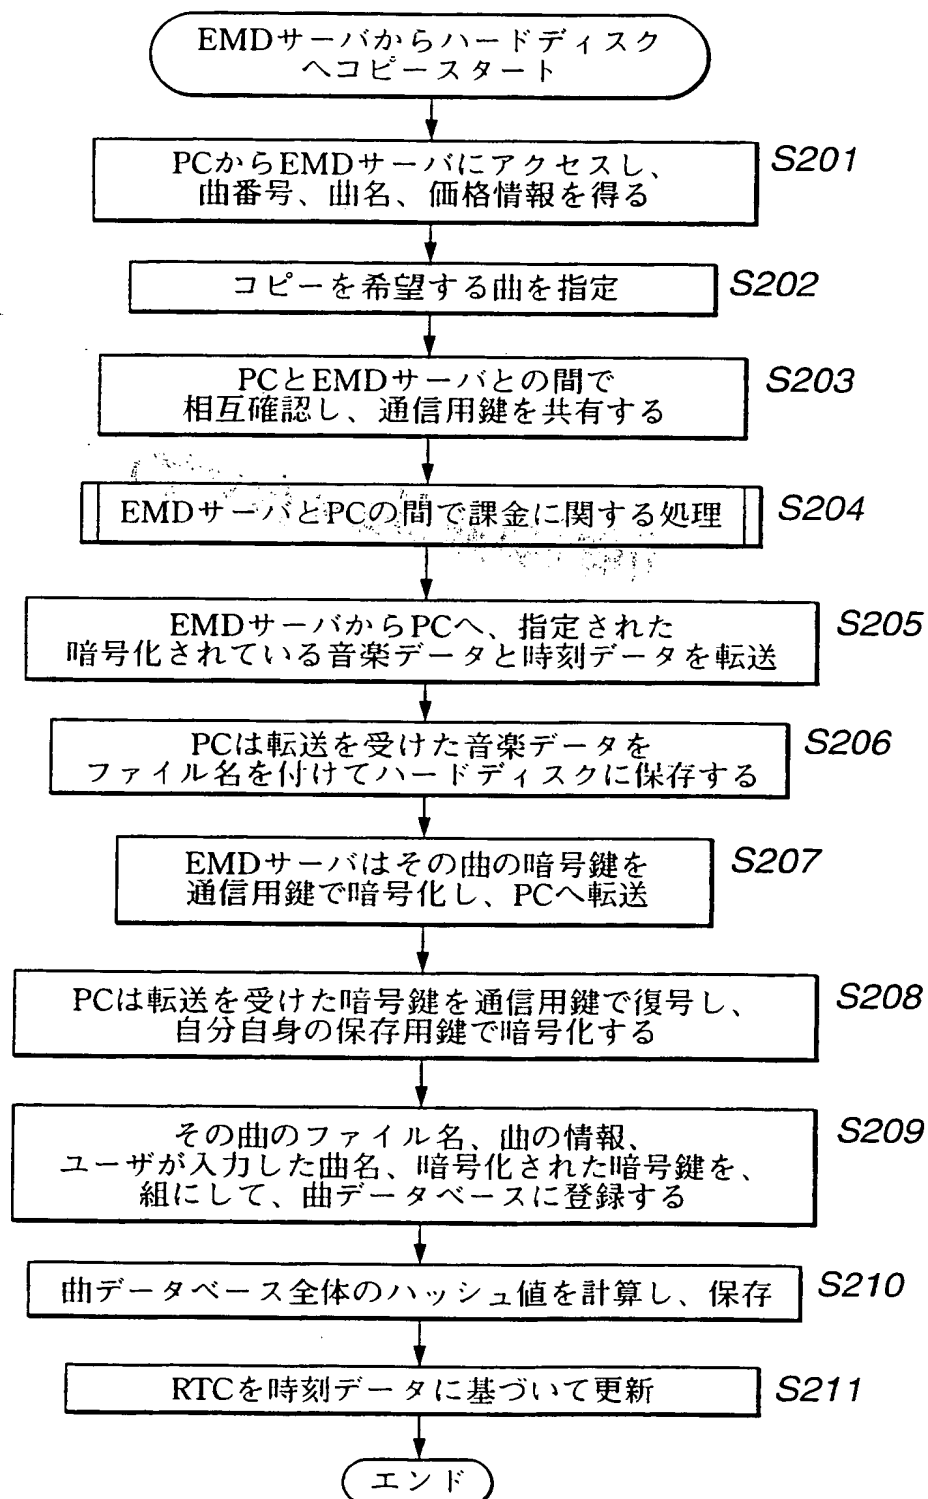 EMDサーバからハードディスク
へコピースタート
PCからEMDサーバにアクセスし、
曲番号、曲名、価格情報を得る
S201
コピーを希望する曲を指定
S202
PCとEMDサーバとの間で
相互確認し、通信用鍵を共有する
S203
EMDサーバとPCの間で課金に関する処理
S204
EMDサーバからPCへ、指定された
暗号化されている音楽データと時刻データを転送
S205
PCは転送を受けた音楽データを
ファイル名を付けてハードディスクに保存する
S206
EMDサーバはその曲の暗号鍵を
通信用鍵で暗号化し、PCへ転送
S207
PCは転送を受けた暗号鍵を通信用鍵で復号し、
自分自身の保存用鍵で暗号化する
S208
その曲のファイル名、曲の情報、
ユーザが入力した曲名、暗号化された暗号鍵を、
組にして、曲データベースに登録する
S209
曲データベース全体のハッシュ値を計算し、保存
S210
RTCを時刻データに基づいて更新
S211
エンド